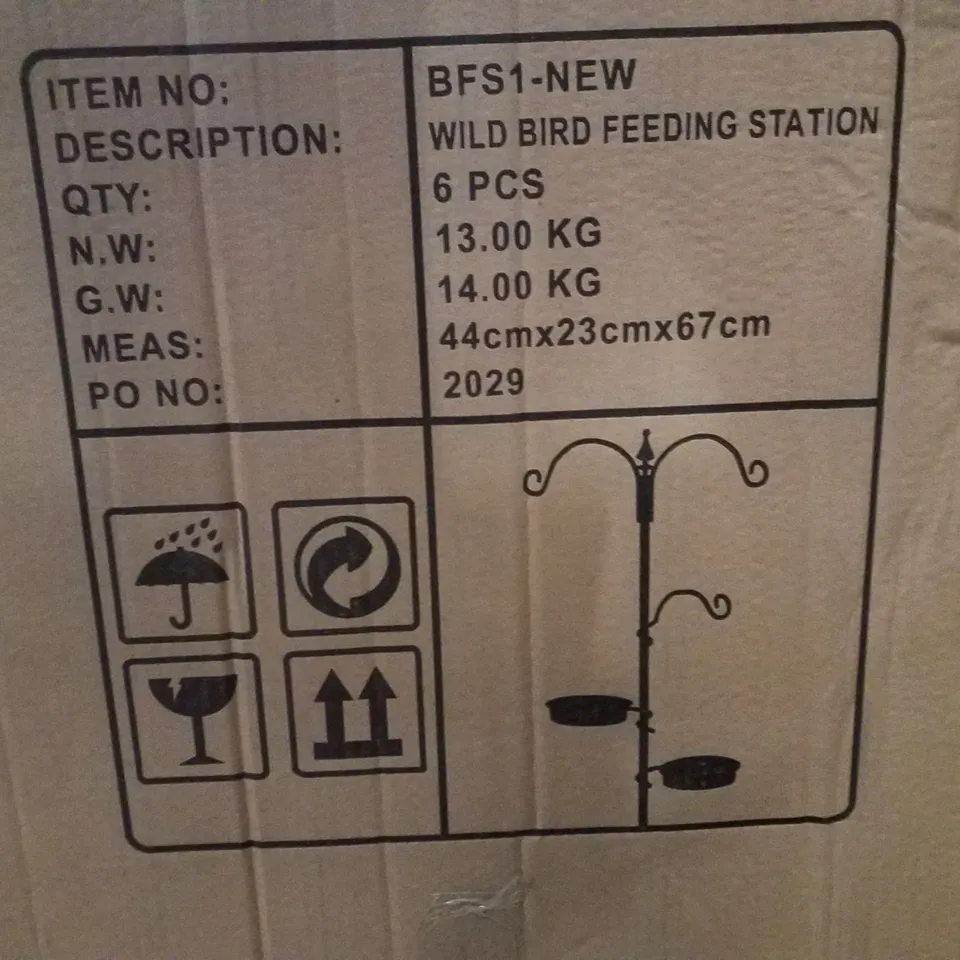 ITEM NO: BFS1-NEW
DESCRIPTION: WILD BIRD FEEDING STATION
QTY: 6 PCS
N.W: 13.00 KG
G.W: 14.00 KG
MEAS: 44cmx23cmx67cm
PO NO: 2029